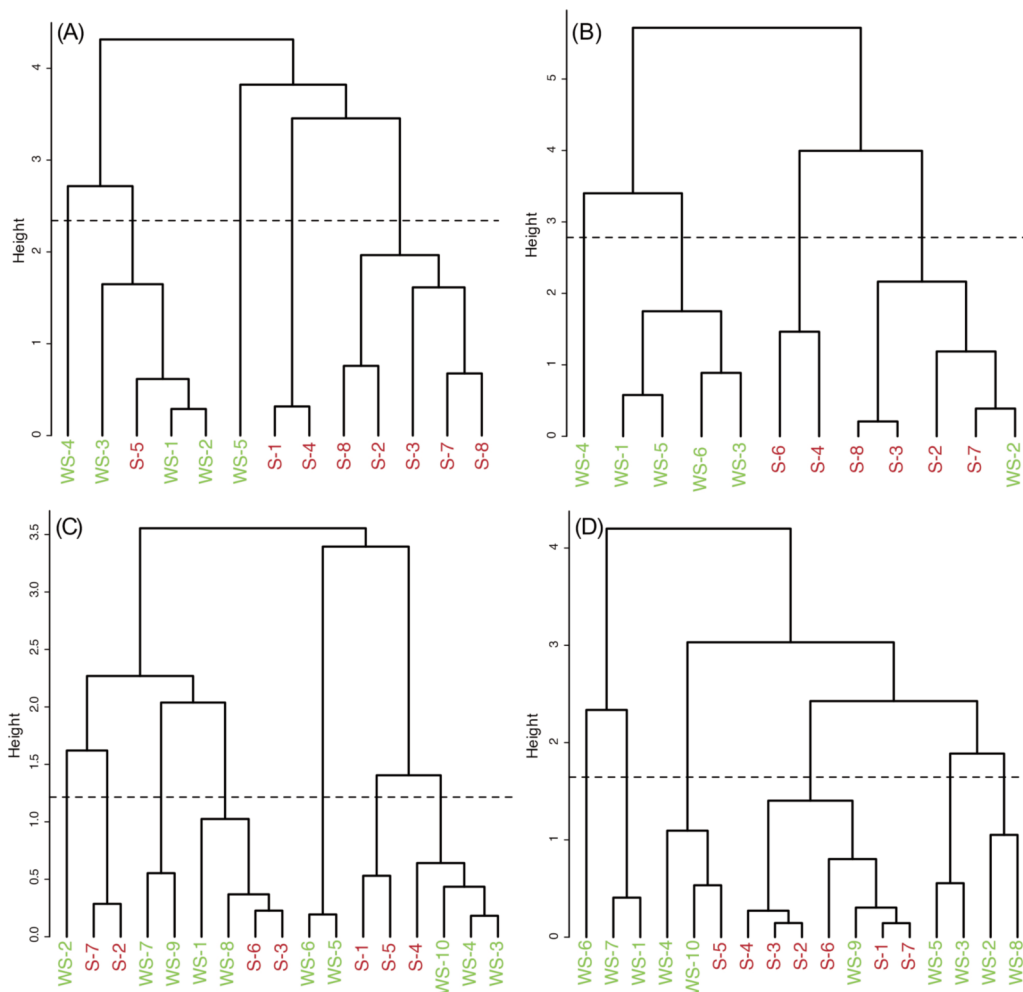 (A)
Height
4
3
2
1
0
WS-4
WS-3
S-5
WS-1
WS-2
WS-5
S-1
S-4
S-8
S-2
S-3
S-7
S-8
(B)
Height
5
4
3
2
1
0
WS-4
WS-1
WS-5
WS-6
WS-3
S-6
S-4
S-8
S-3
S-2
S-7
WS-2
(C)
Height
3.5
3.0
2.5
2.0
1.5
1.0
0.5
0.0
WS-2
S-7
S-2
WS-7
WS-9
WS-1
WS-8
S-6
S-3
WS-6
WS-5
S-1
S-5
S-4
WS-10
WS-4
WS-3
(D)
Height
4
3
2
1
0
WS-6
WS-7
WS-1
WS-4
WS-10
S-5
S-4
S-3
S-2
S-6
WS-9
S-1
S-7
WS-5
WS-3
WS-2
WS-8